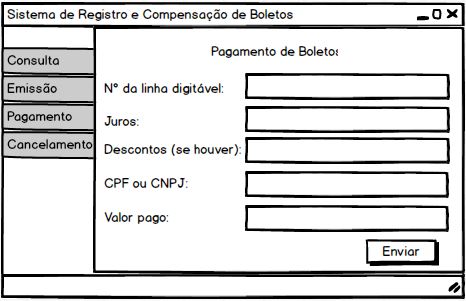 Sistema de Registro e Compensação de Boletos
Pagamento de Boletos
Consulta
Emissão
Pagamento
Cancelamento
N° da linha digitável:
Juros:
Descontos (se houver):
CPF ou CNPJ:
Valor pago:
Enviar